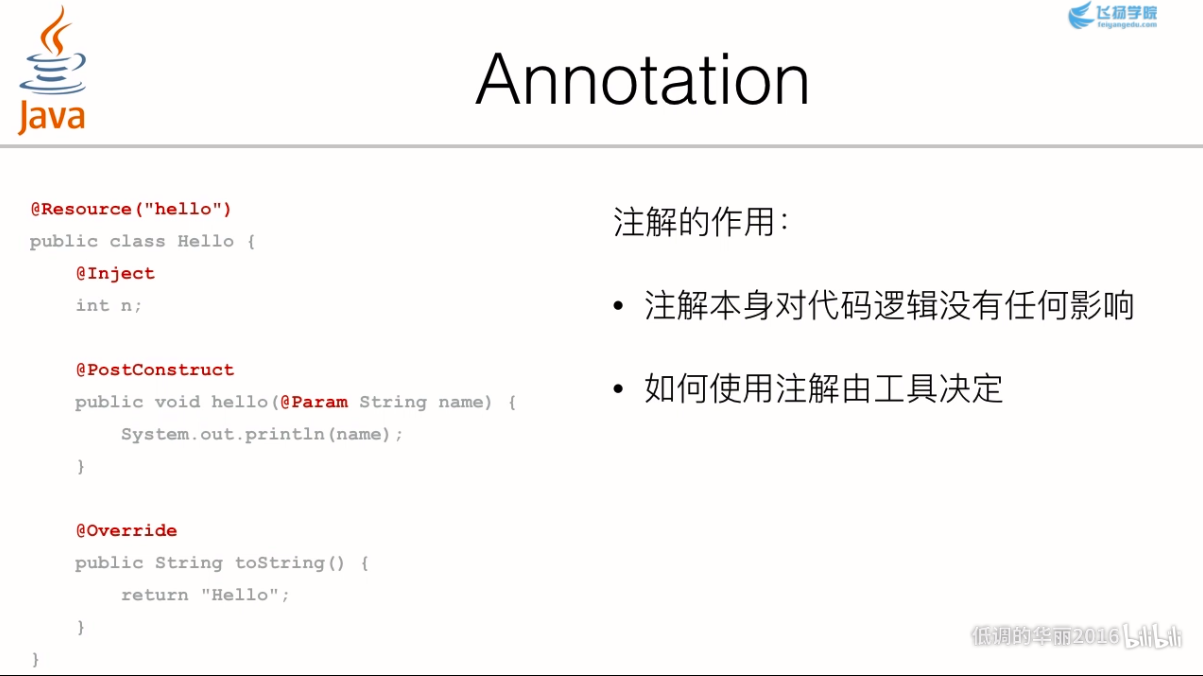 Java
飞扬学院
feiyangedu.com
Annotation
@Resource("hello")
public class Hello {
@Inject
int n;
@PostConstruct
public void hello(@Param String name) {
System.out.println(name);
}
@Override
public String toString() {
return "Hello";
}
}
注解的作用：
• 注解本身对代码逻辑没有任何影响
• 如何使用注解由工具决定
低调的华丽2016 bilibili